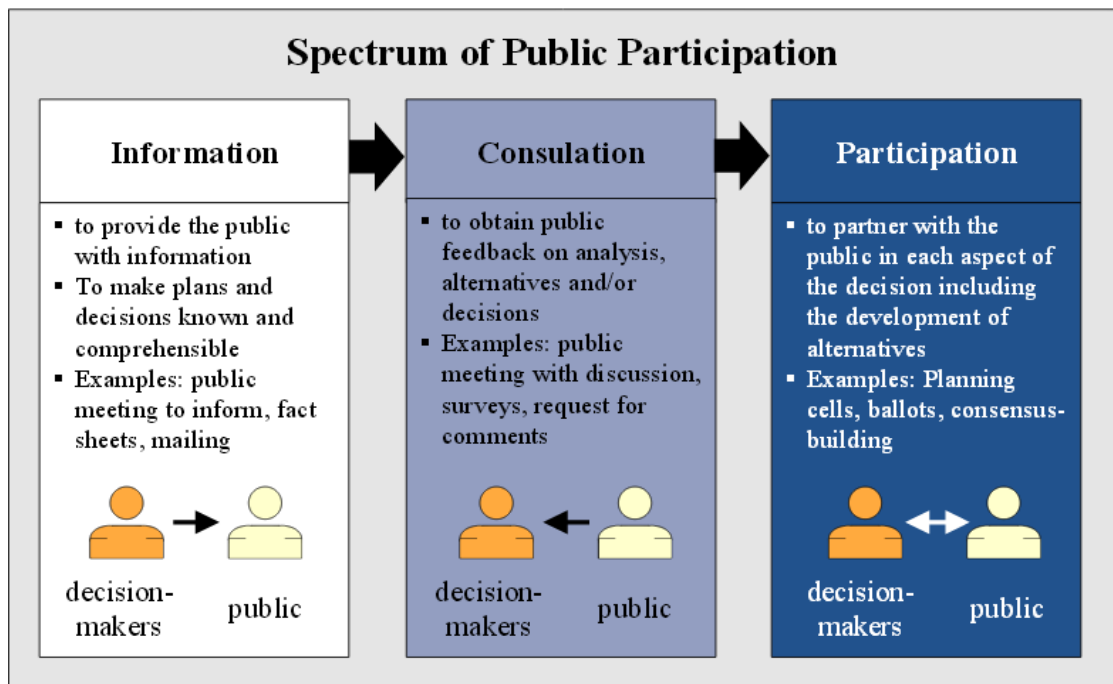 Spectrum of Public Participation
Information
▪ to provide the public
with information
▪ To make plans and
decisions known and
comprehensible
▪ Examples: public
meeting to inform, fact
sheets, mailing
decision-
makers
public
Consulation
▪ to obtain public
feedback on analysis,
alternatives and/or
decisions
▪ Examples: public
meeting with discussion,
surveys, request for
comments
decision-
makers
public
Participation
▪ to partner with the
public in each aspect of
the decision including
the development of
alternatives
▪ Examples: Planning
cells, ballots, consensus-
building
decision-
makers
public